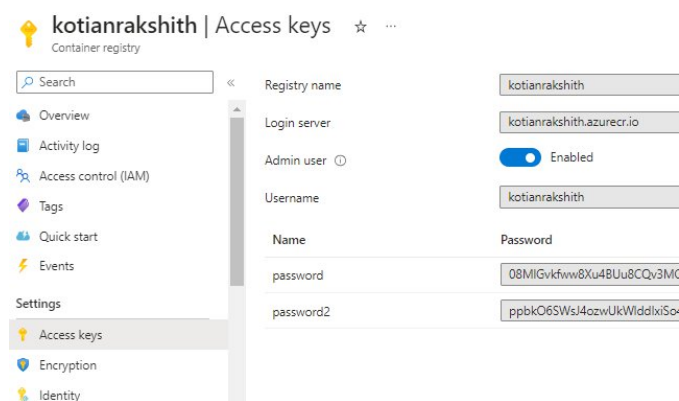 kotianrakshith | Access keys
Container registry
Search
Overview
Activity log
Access control (IAM)
Tags
Quick start
Events
Settings
Access keys
Encryption
Identity
Registry name
kotianrakshith
Login server
kotianrakshith.azurecr.io
Admin user
Enabled
Username
kotianrakshith
Name Password
password
password2